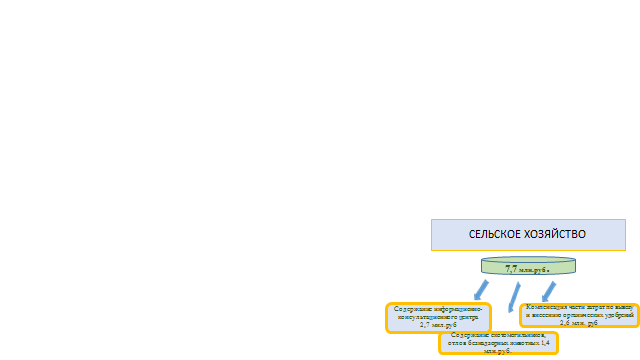 СЕЛЬСКОЕ ХОЗЯЙСТВО
7,7 млн.руб.
Содержание информационно-
консультационного центра
2,7 мил.руб
Компенсация части затрат по вывозу
и внесению органических удобрений
2,6 млн. руб
Содержание скотомогильников,
отлов безнадзорных животных 1,4
млн.руб.